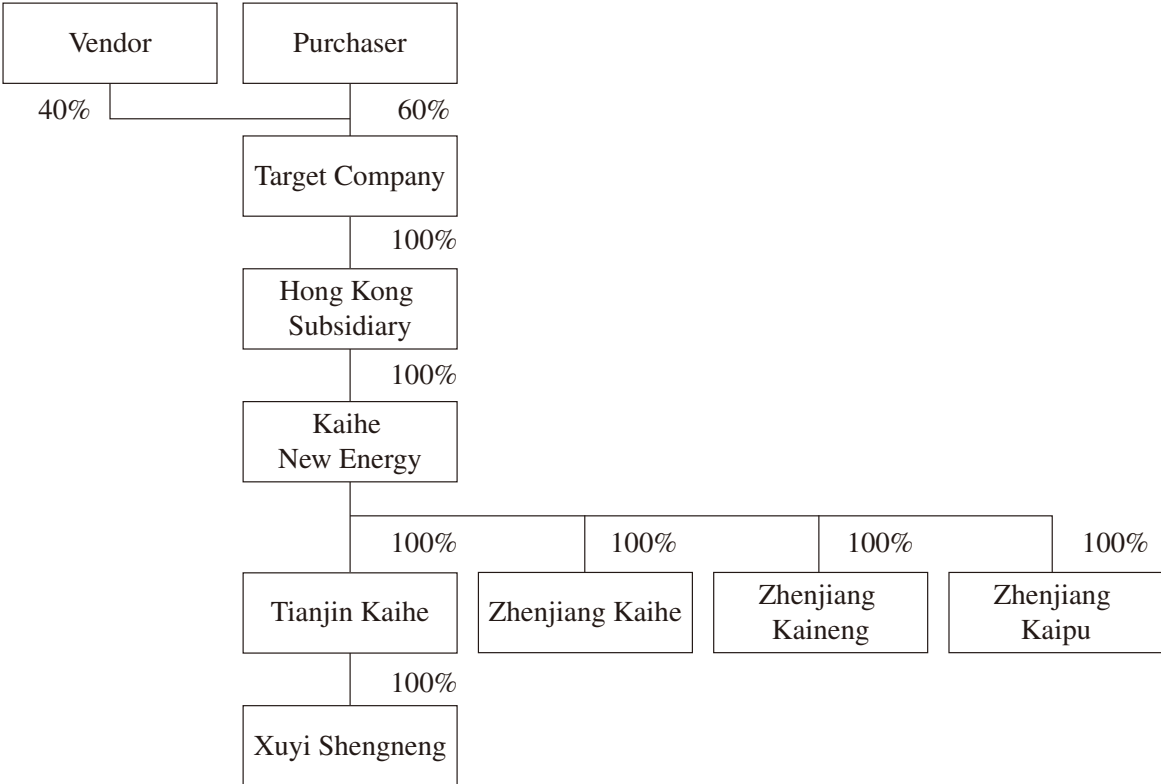 Vendor
Purchaser
40%
60%
Target Company
100%
Hong Kong
Subsidiary
100%
Kaihe
New Energy
100%
100%
100%
100%
Tianjin Kaihe
Zhenjiang Kaihe
Zhenjiang
Kaineng
Zhenjiang
Kaipu
100%
Xuyi Shengneng